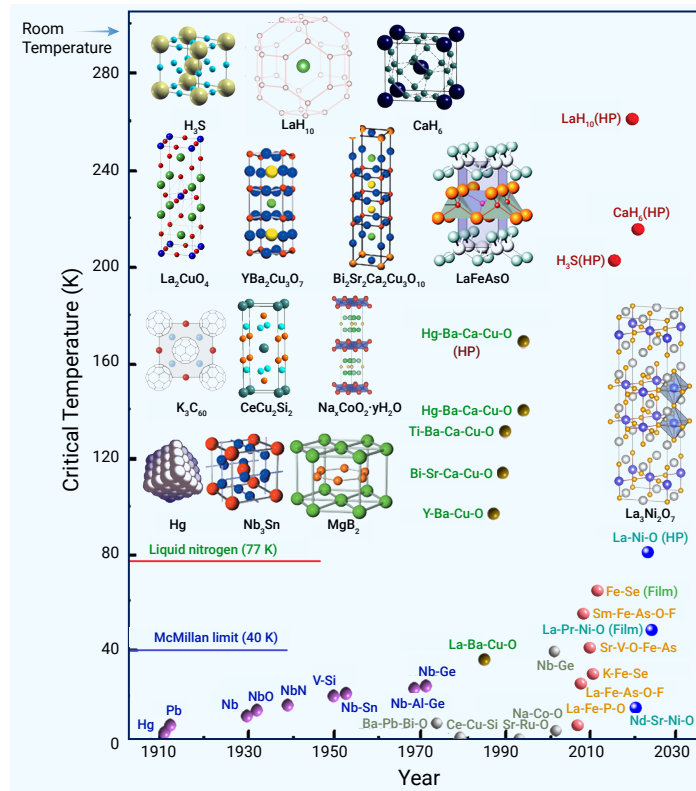 Room
Temperature
Critical Temperature (K)
280
240
200
160
120
80
40
0
H₃S
LaH₁₀
CaH₆
LaH₁₀(HP)
CaH₆(HP)
H₃S(HP)
La₂CuO₄
YBa₂Cu₃O₇
Bi₂Sr₂Ca₂Cu₃O₁₀
LaFeAsO
Hg-Ba-Ca-Cu-O
(HP)
K₃C₆₀
CeCu₂Si₂
NaₓCoO₂·yH₂O
Hg-Ba-Ca-Cu-O
Ti-Ba-Ca-Cu-O
Bi-Sr-Ca-Cu-O
Y-Ba-Cu-O
Hg
Nb₃Sn
MgB₂
La₃Ni₂O₇
La-Ni-O (HP)
Liquid nitrogen (77 K)
Fe-Se (Film)
Sm-Fe-As-O-F
La-Pr-Ni-O (Film)
McMillan limit (40 K)
La-Ba-Cu-O
Sr-V-O-Fe-As
Nb-Ge
K-Fe-Se
La-Fe-As-O-F
La-Fe-P-O
Nd-Sr-Ni-O
Hg
Pb
Nb
NbO
NbN
V-Si
Nb-Sn
Nb-Ge
Nb-Al-Ge
Ba-Pb-Bi-O
Ce-Cu-Si
Sr-Ru-O
Na-Co-O
1910
1930
1950
1970
1990
2010
2030
Year